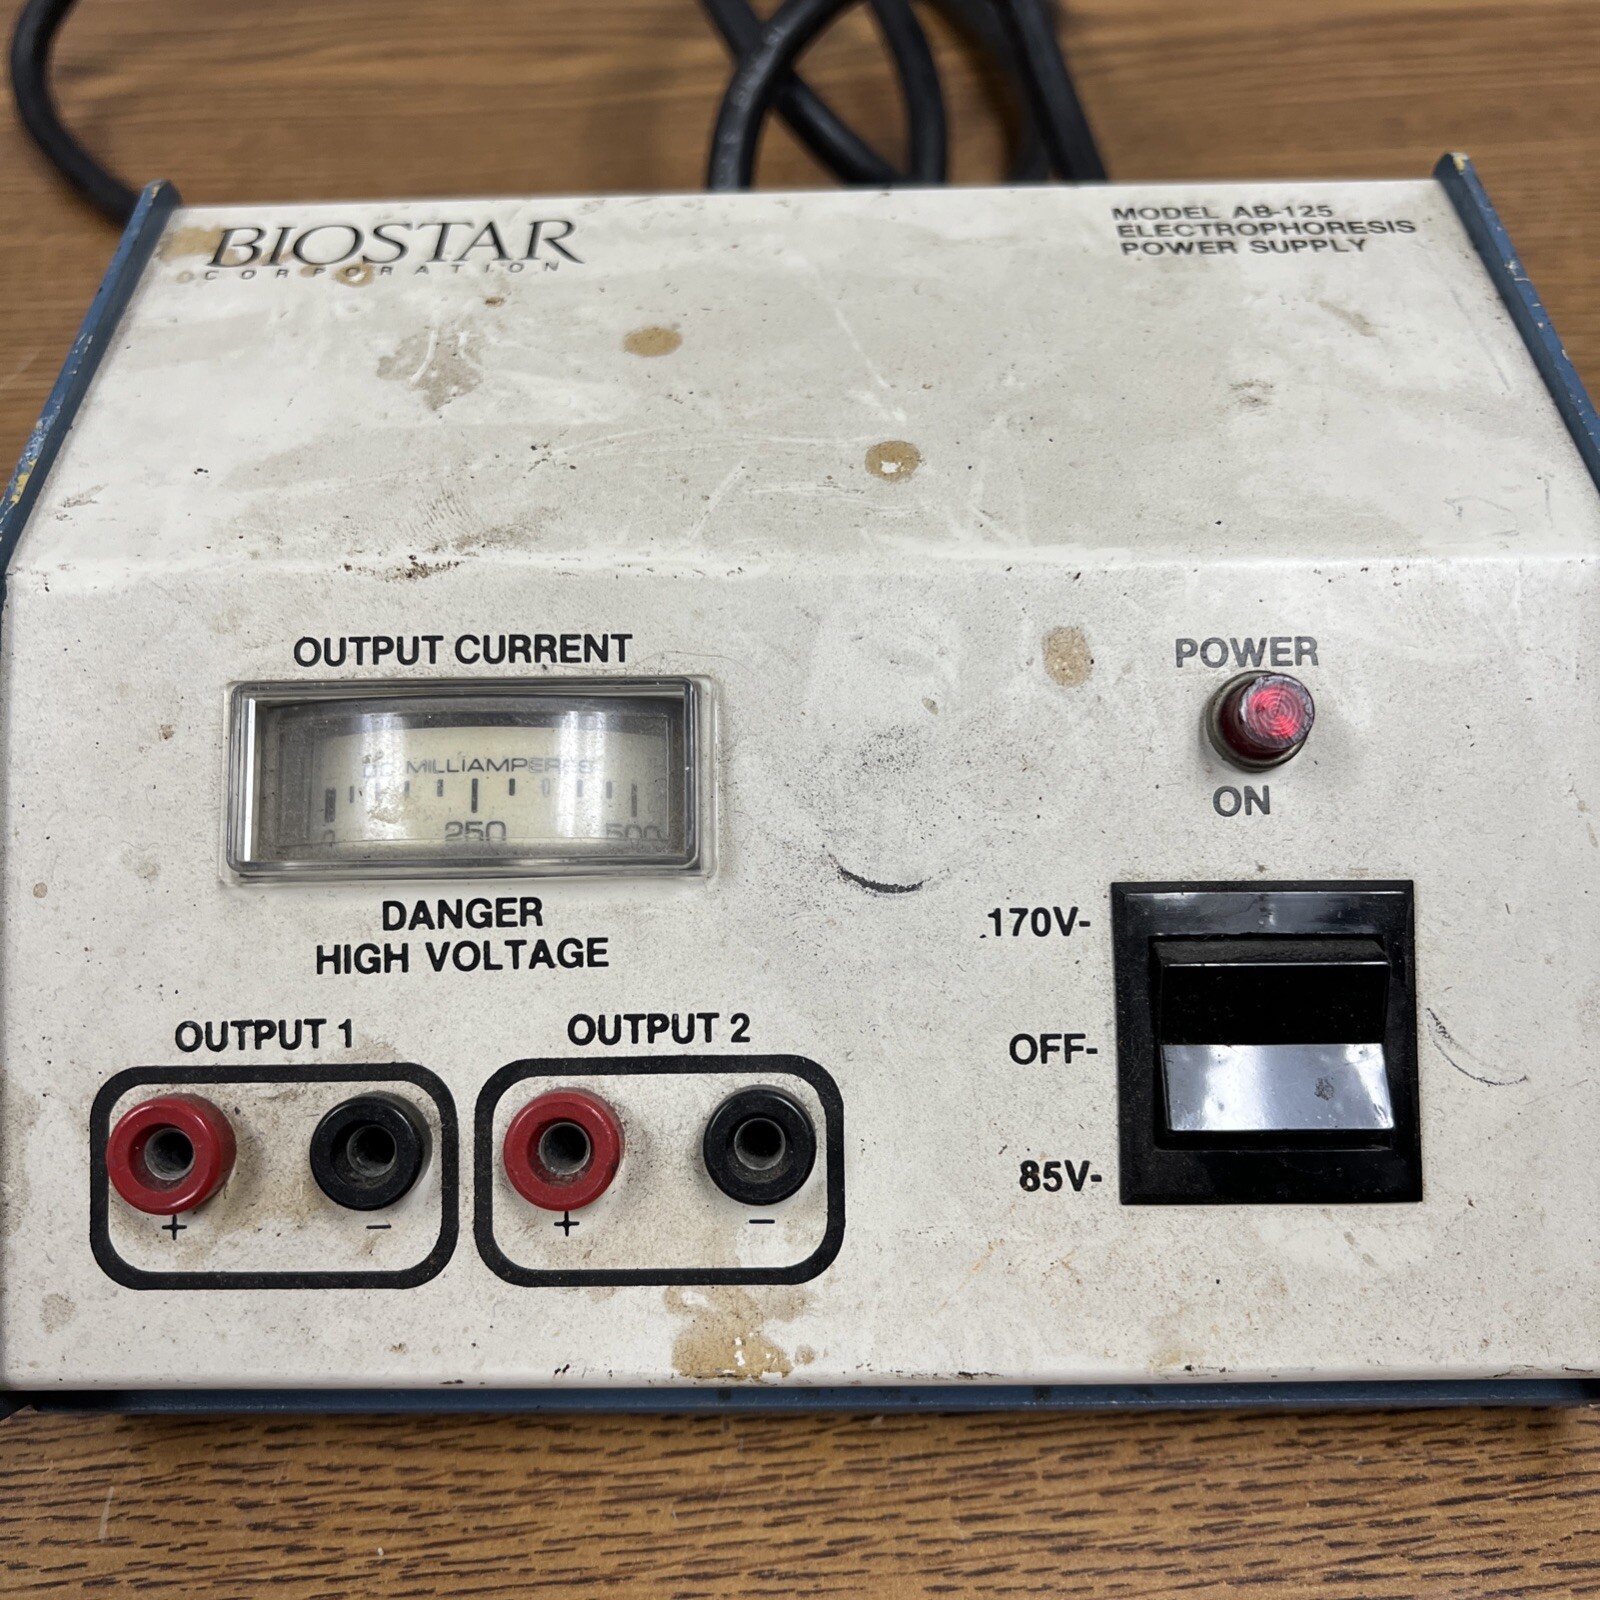 BIOSTAR
CORPORATION
MODEL AB-125
ELECTROPHORESIS
POWER SUPPLY
OUTPUT CURRENT
DC MILLIAMPERES
0 250 500
DANGER
HIGH VOLTAGE
POWER
ON
170V-
OFF-
85V-
OUTPUT 1
+ −
OUTPUT 2
+ −